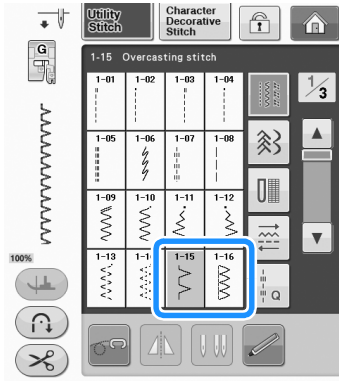 Utility
Stitch
Character
Decorative
Stitch
G
1-15 Overcasting stitch
1-01 1-02 1-03 1-04
1/3
1-05 1-06 1-07 1-08
1-09 1-10 1-11 1-12
100%
1-13 1-1 1-15 1-16
Q